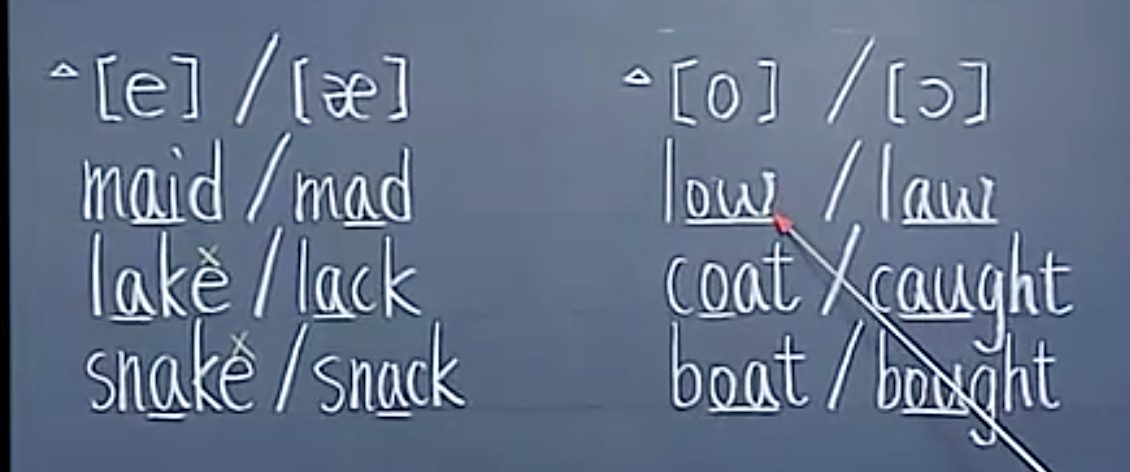 [e] / [æ]
maid / mad
lake / lack
snake / snack
[o] / [ɔ]
low / law
coat / caught
boat / bought